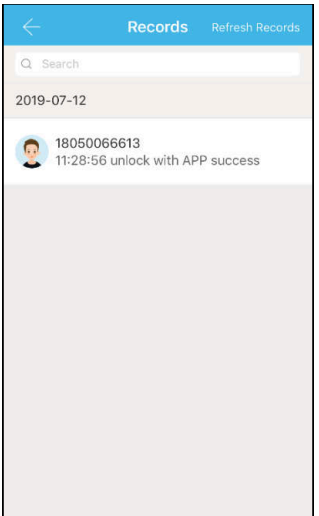 Records Refresh Records
Search
2019-07-12
18050066613
11:28:56 unlock with APP success